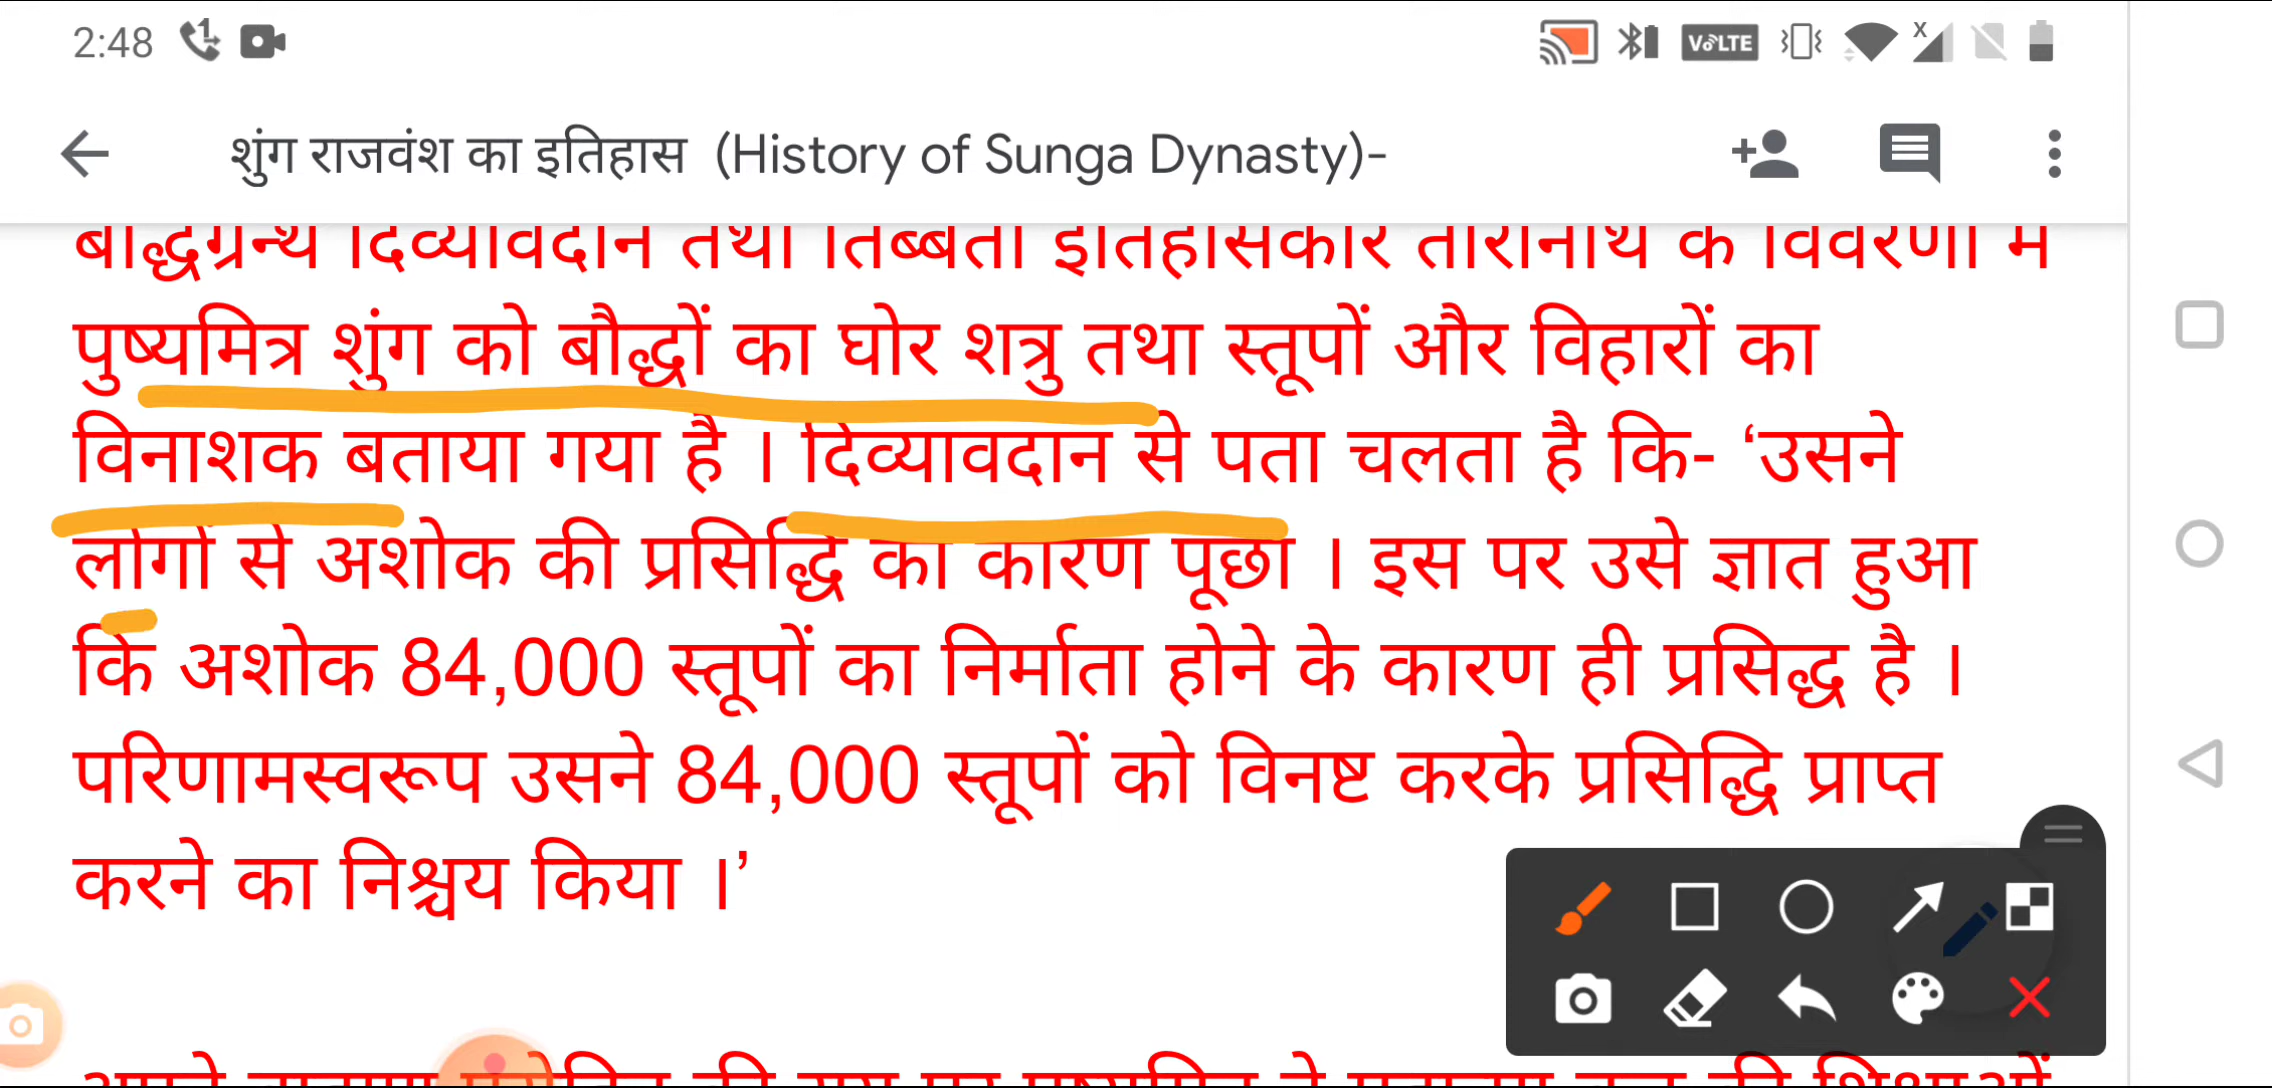 2:48 VoLTE
शुंग राजवंश का इतिहास (History of Sunga Dynasty)-
बौद्धग्रन्थ दिव्यावदान तथा तिब्बती इतिहासकार तारानाथ के विवरणों में
पुष्यमित्र शुंग को बौद्धों का घोर शत्रु तथा स्तूपों और विहारों का
विनाशक बताया गया है । दिव्यावदान से पता चलता है कि- ‘उसने
लोगों से अशोक की प्रसिद्धि का कारण पूछा । इस पर उसे ज्ञात हुआ
कि अशोक 84,000 स्तूपों का निर्माता होने के कारण ही प्रसिद्ध है ।
परिणामस्वरूप उसने 84,000 स्तूपों को विनष्ट करके प्रसिद्धि प्राप्त
करने का निश्चय किया ।’